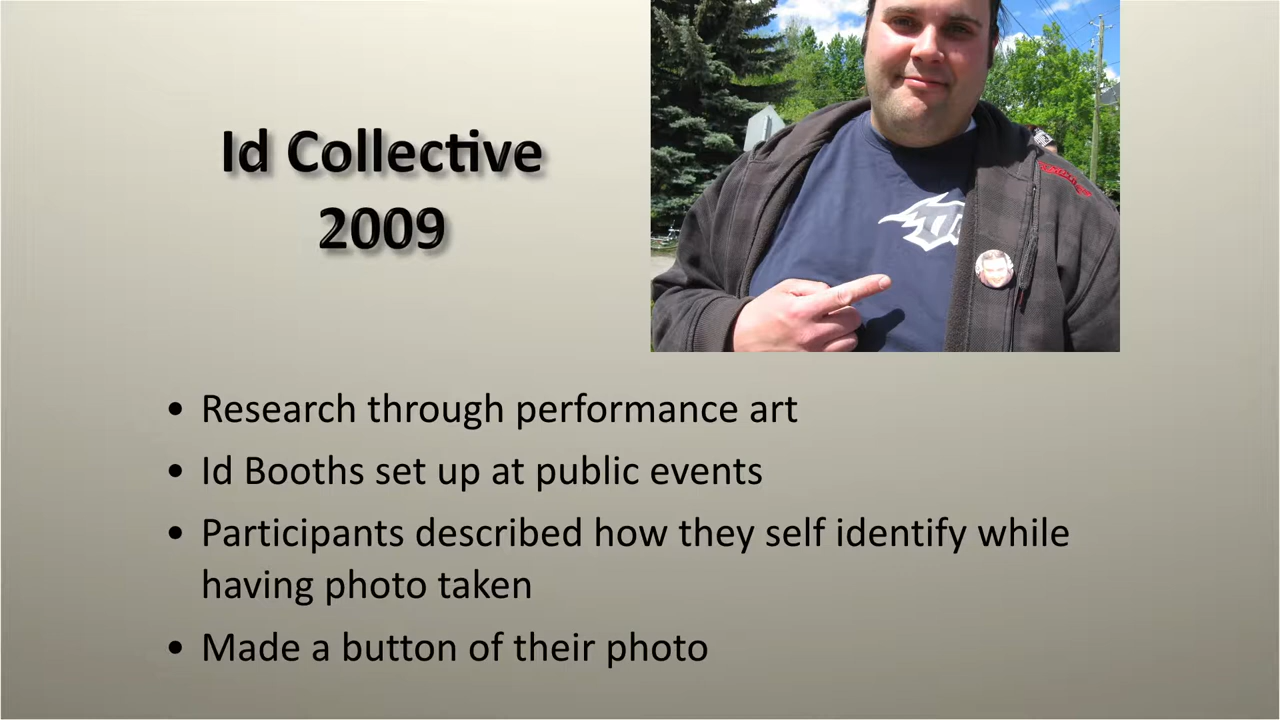 Id Collective
2009
• Research through performance art
• Id Booths set up at public events
• Participants described how they self identify while
having photo taken
• Made a button of their photo